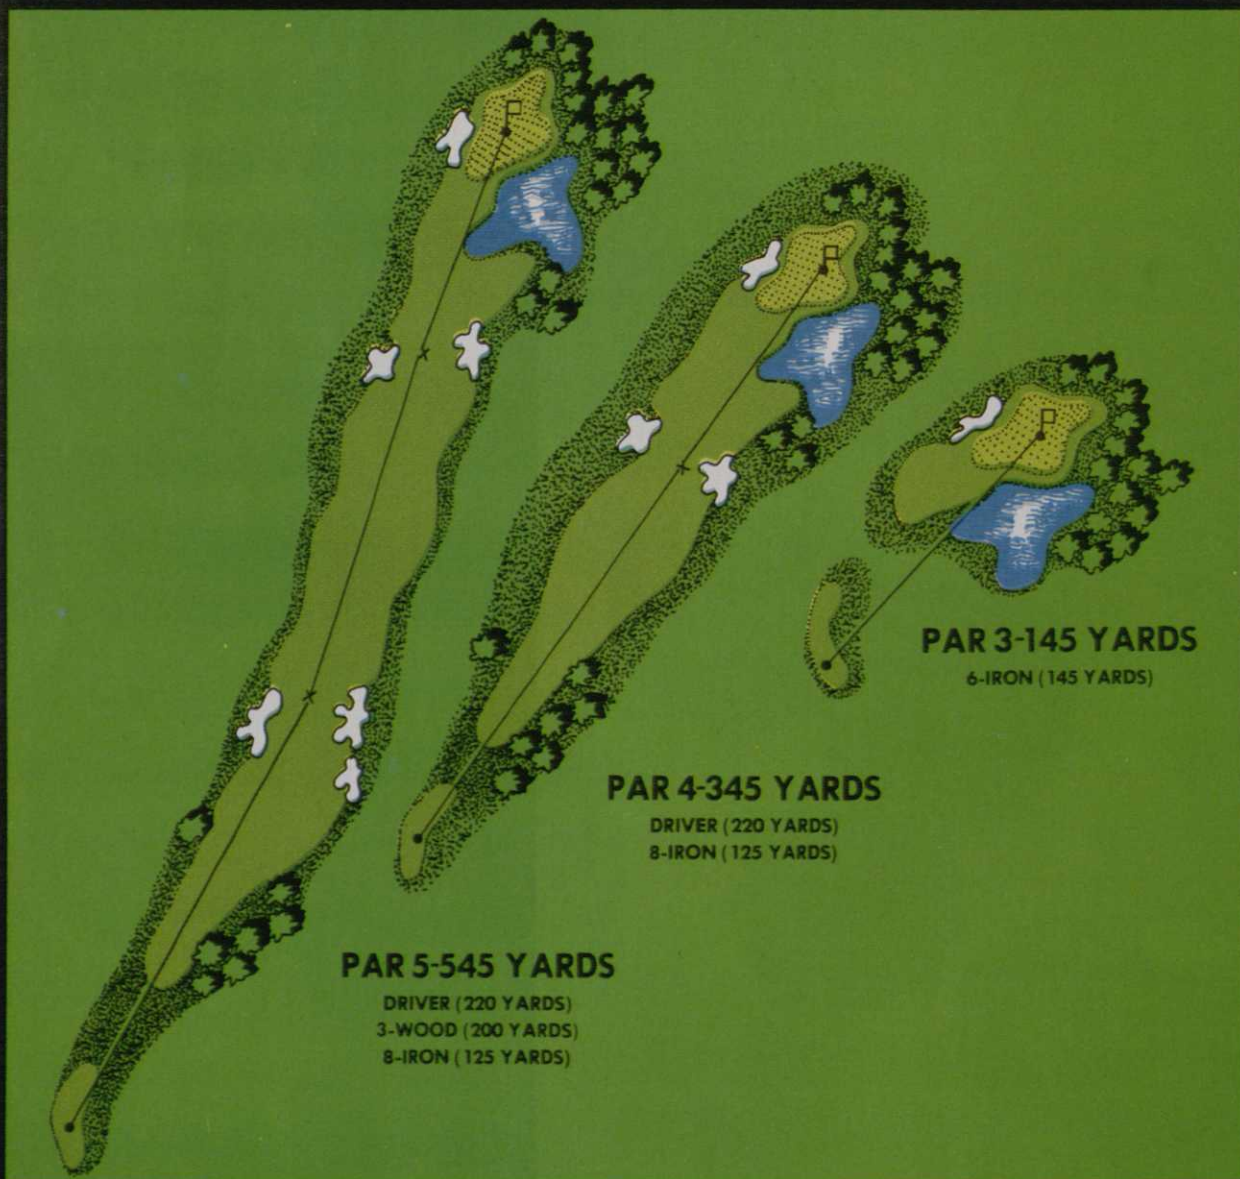 PAR 3-145 YARDS
6-IRON (145 YARDS)
PAR 4-345 YARDS
DRIVER (220 YARDS)
8-IRON (125 YARDS)
PAR 5-545 YARDS
DRIVER (220 YARDS)
3-WOOD (200 YARDS)
8-IRON (125 YARDS)